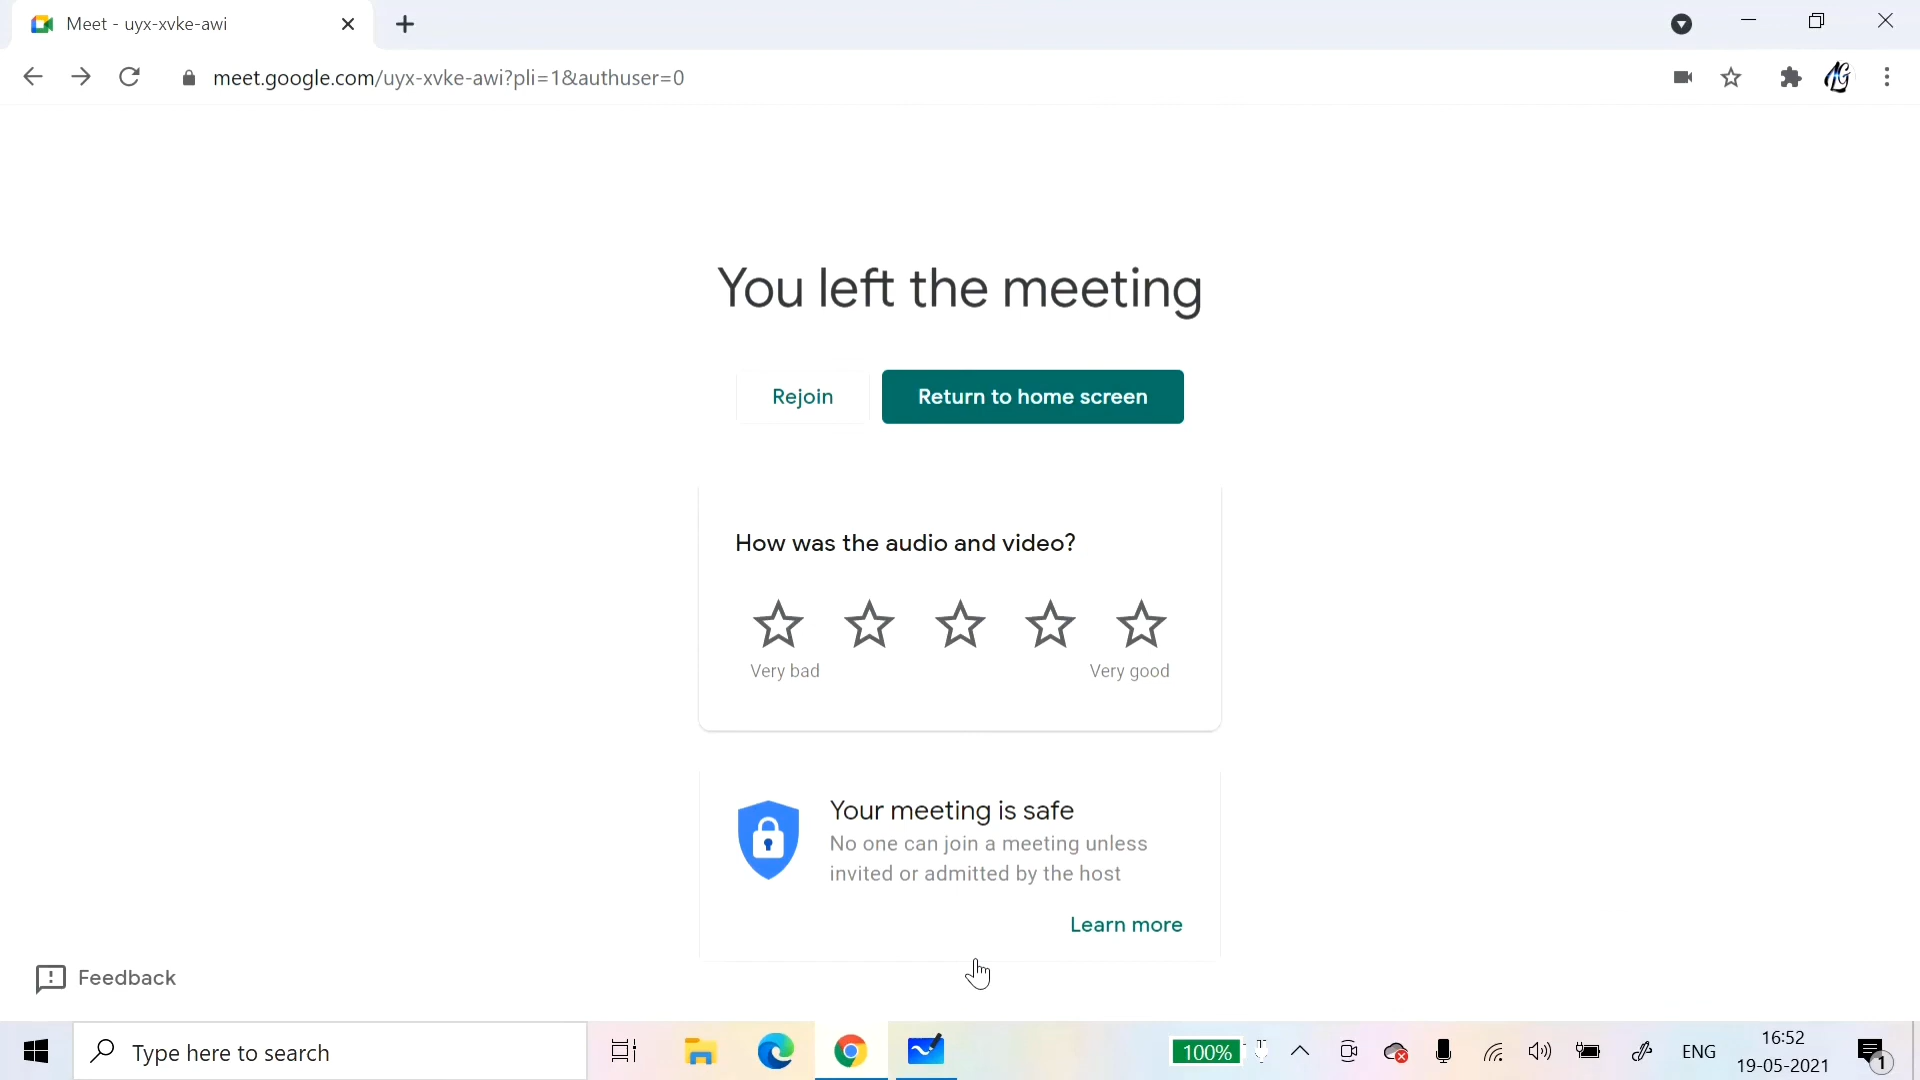 Meet - uyx-xvke-awi
meet.google.com/uyx-xvke-awi?pli=1&authuser=0
You left the meeting
Rejoin
Return to home screen
How was the audio and video?
Very bad
Very good
Your meeting is safe
No one can join a meeting unless
invited or admitted by the host
Learn more
Feedback
Type here to search
100%
ENG
16:52
19-05-2021
1